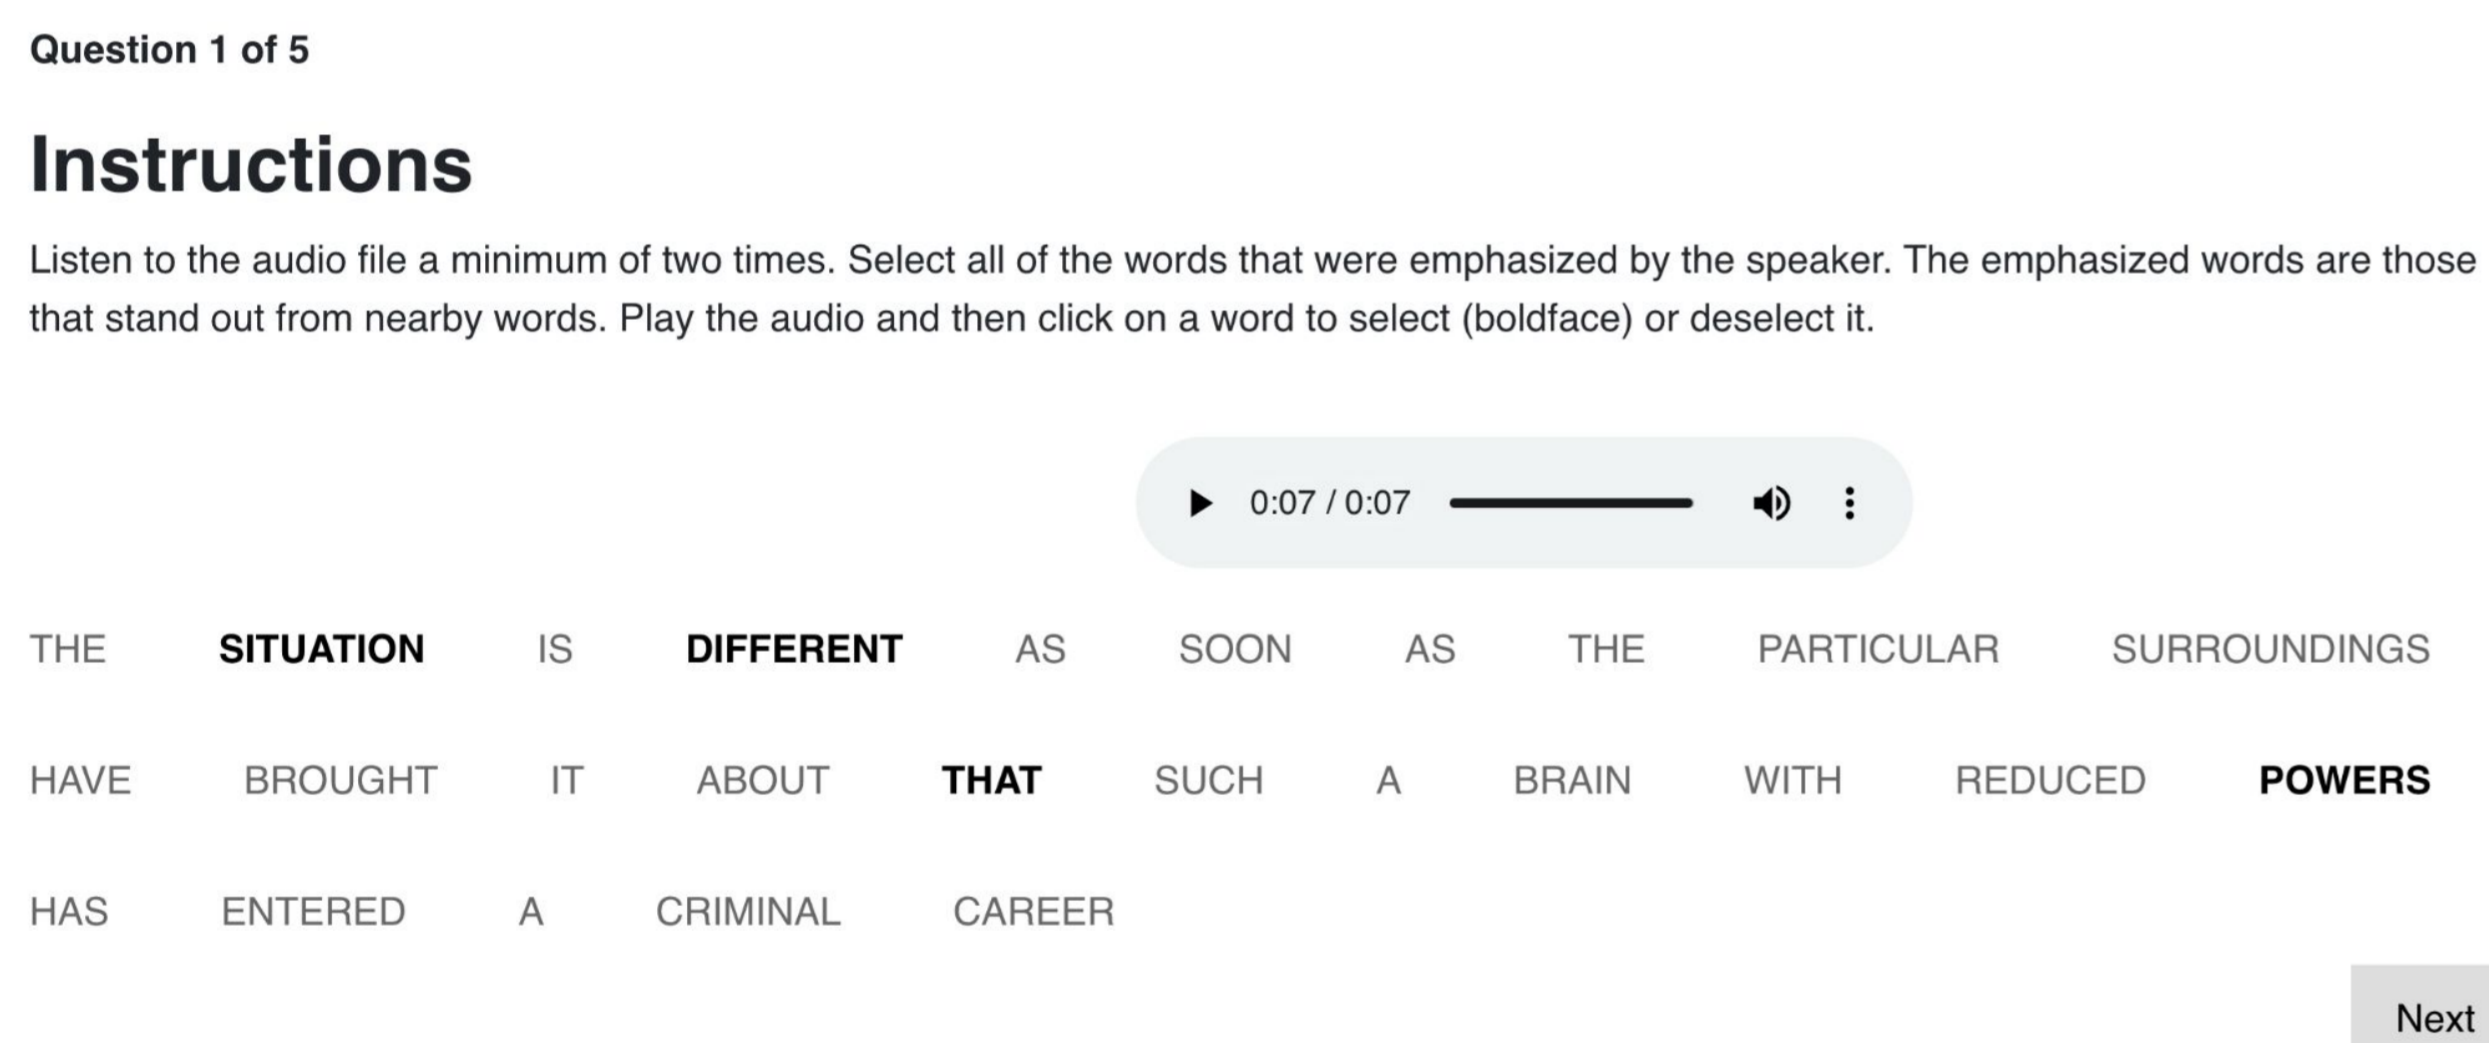 Question 1 of 5
Instructions
Listen to the audio file a minimum of two times. Select all of the words that were emphasized by the speaker. The emphasized words are those
that stand out from nearby words. Play the audio and then click on a word to select (boldface) or deselect it.
0:07 / 0:07
THE SITUATION IS DIFFERENT AS SOON AS THE PARTICULAR SURROUNDINGS
HAVE BROUGHT IT ABOUT THAT SUCH A BRAIN WITH REDUCED POWERS
HAS ENTERED A CRIMINAL CAREER
Next